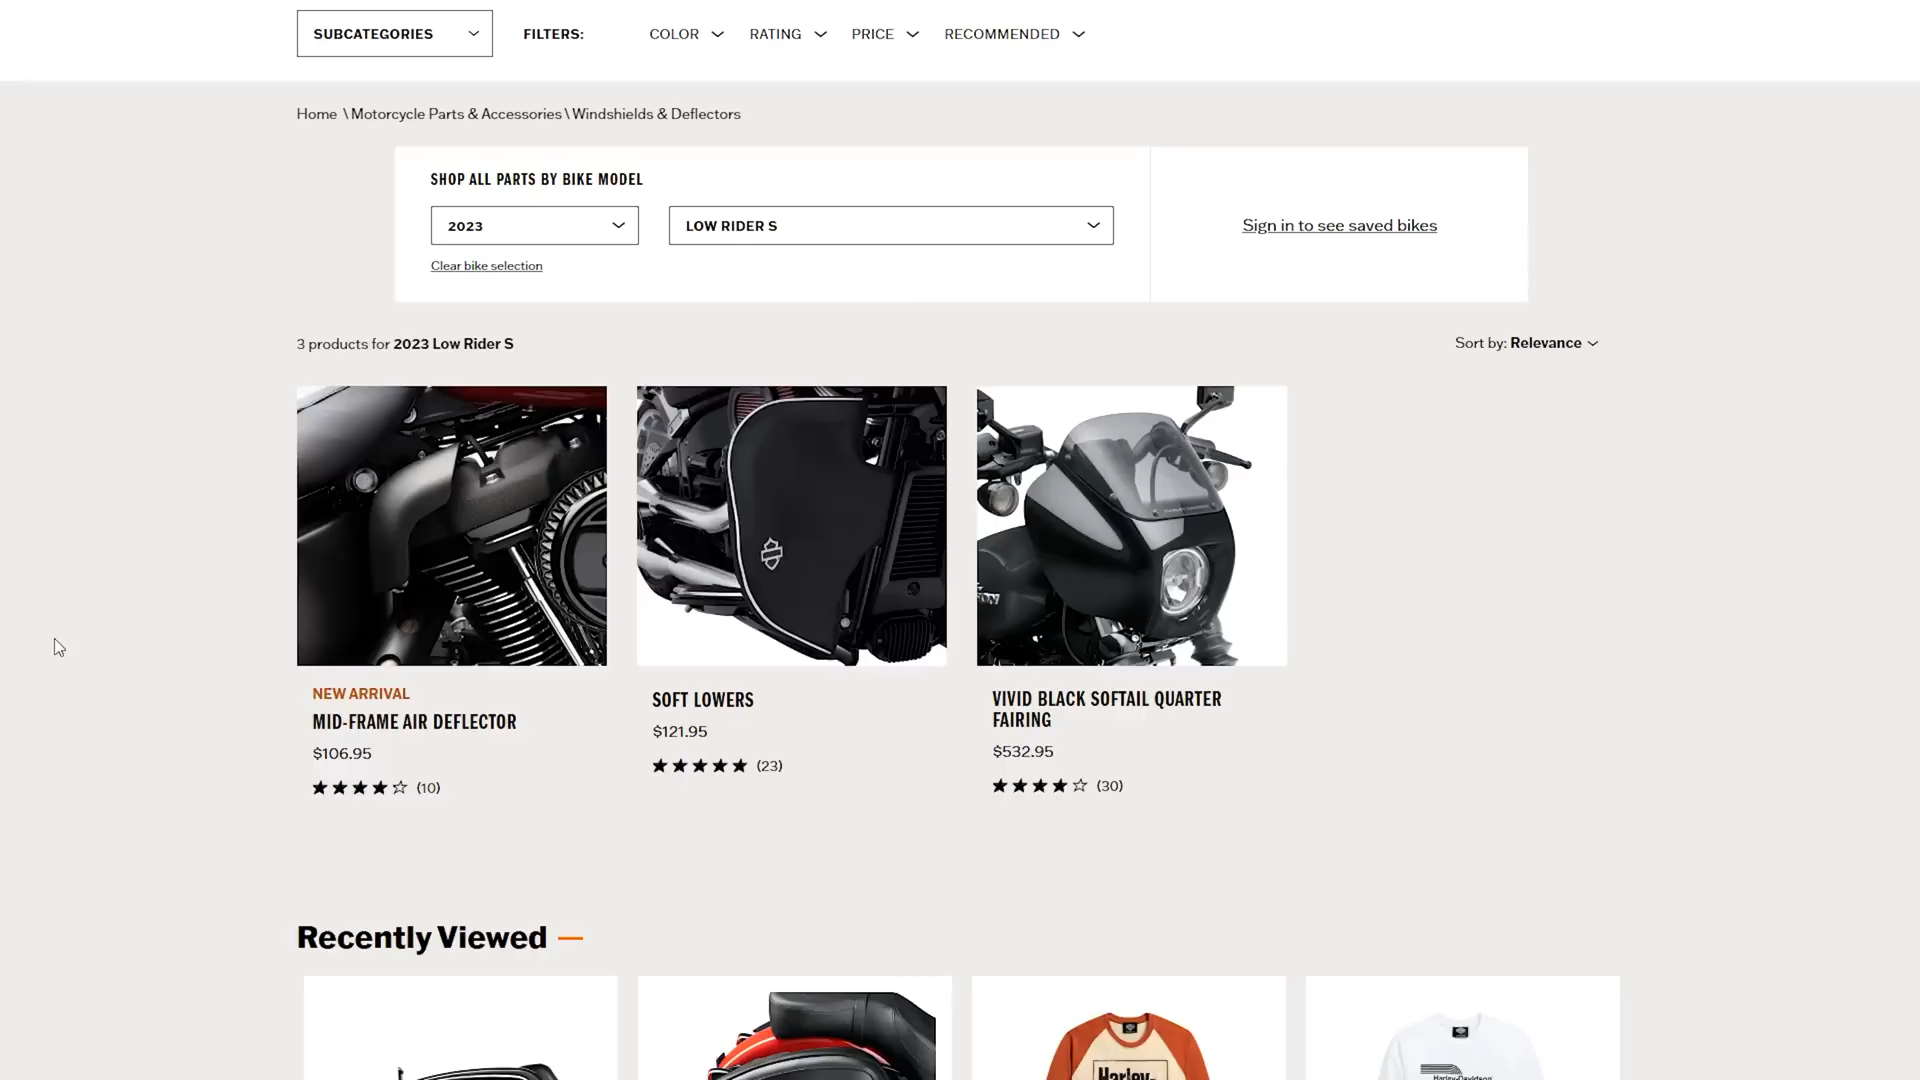 SUBCATEGORIES
FILTERS:
COLOR
RATING
PRICE
RECOMMENDED
Home \ Motorcycle Parts & Accessories \ Windshields & Deflectors
SHOP ALL PARTS BY BIKE MODEL
2023
LOW RIDER S
Sign in to see saved bikes
Clear bike selection
3 products for 2023 Low Rider S
Sort by: Relevance
NEW ARRIVAL
MID-FRAME AIR DEFLECTOR
$106.95
(10)
SOFT LOWERS
$121.95
(23)
VIVID BLACK SOFTAIL QUARTER
FAIRING
$532.95
(30)
Recently Viewed
Harley-
Harley-Davidson